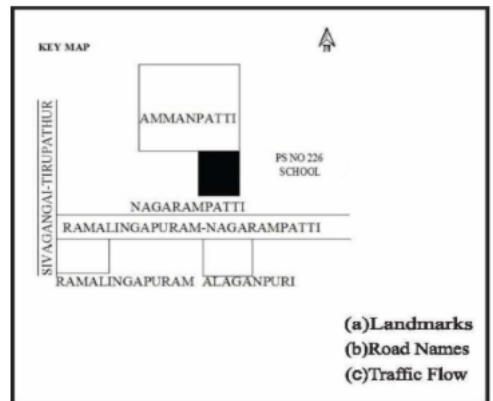 N
KEY MAP
SIVAGANGAI-TIRUPATHUR
AMMANPATTI
PS NO 226
SCHOOL
NAGARAMPATTI
RAMALINGAPURAM-NAGARAMPATTI
RAMALINGAPURAM ALAGANPURI
(a)Landmarks
(b)Road Names
(c)Traffic Flow